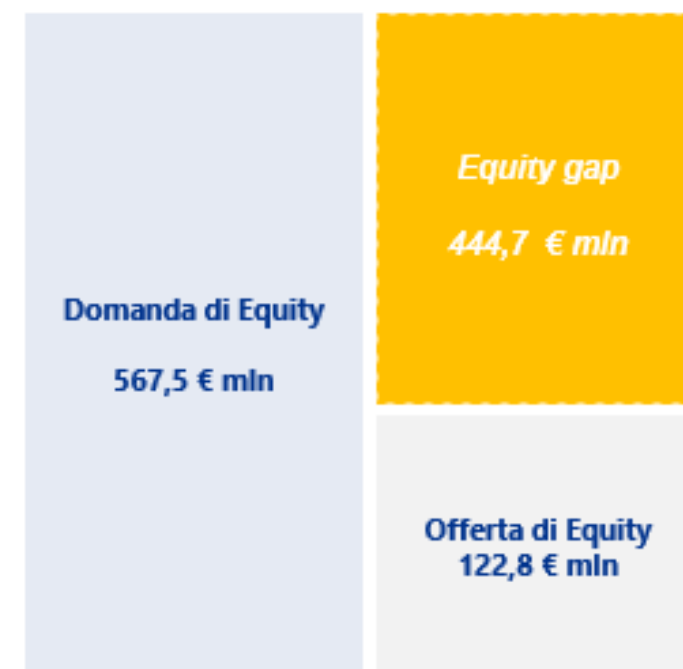 Domanda di Equity
567,5 € mln
Equity gap
444,7 € mln
Offerta di Equity
122,8 € mln